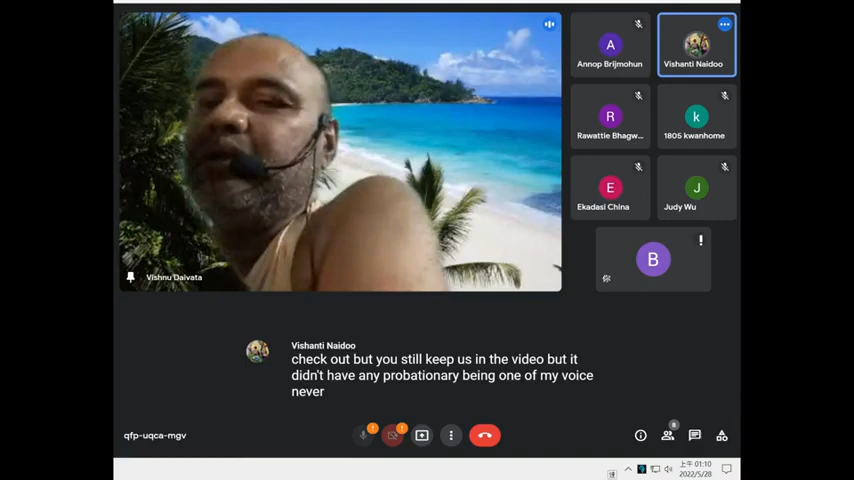 A
Annop Brijmohun
Vishanti Naidoo
R
Rawattie Bhagw...
k
1805 kwanhome
E
Ekadasi China
J
Judy Wu
B
你
Vishnu Daivata
Vishanti Naidoo
check out but you still keep us in the video but it
didn't have any probationary being one of my voice
never
qfp-uqca-mgv
8
上午 01:10
2022/5/28